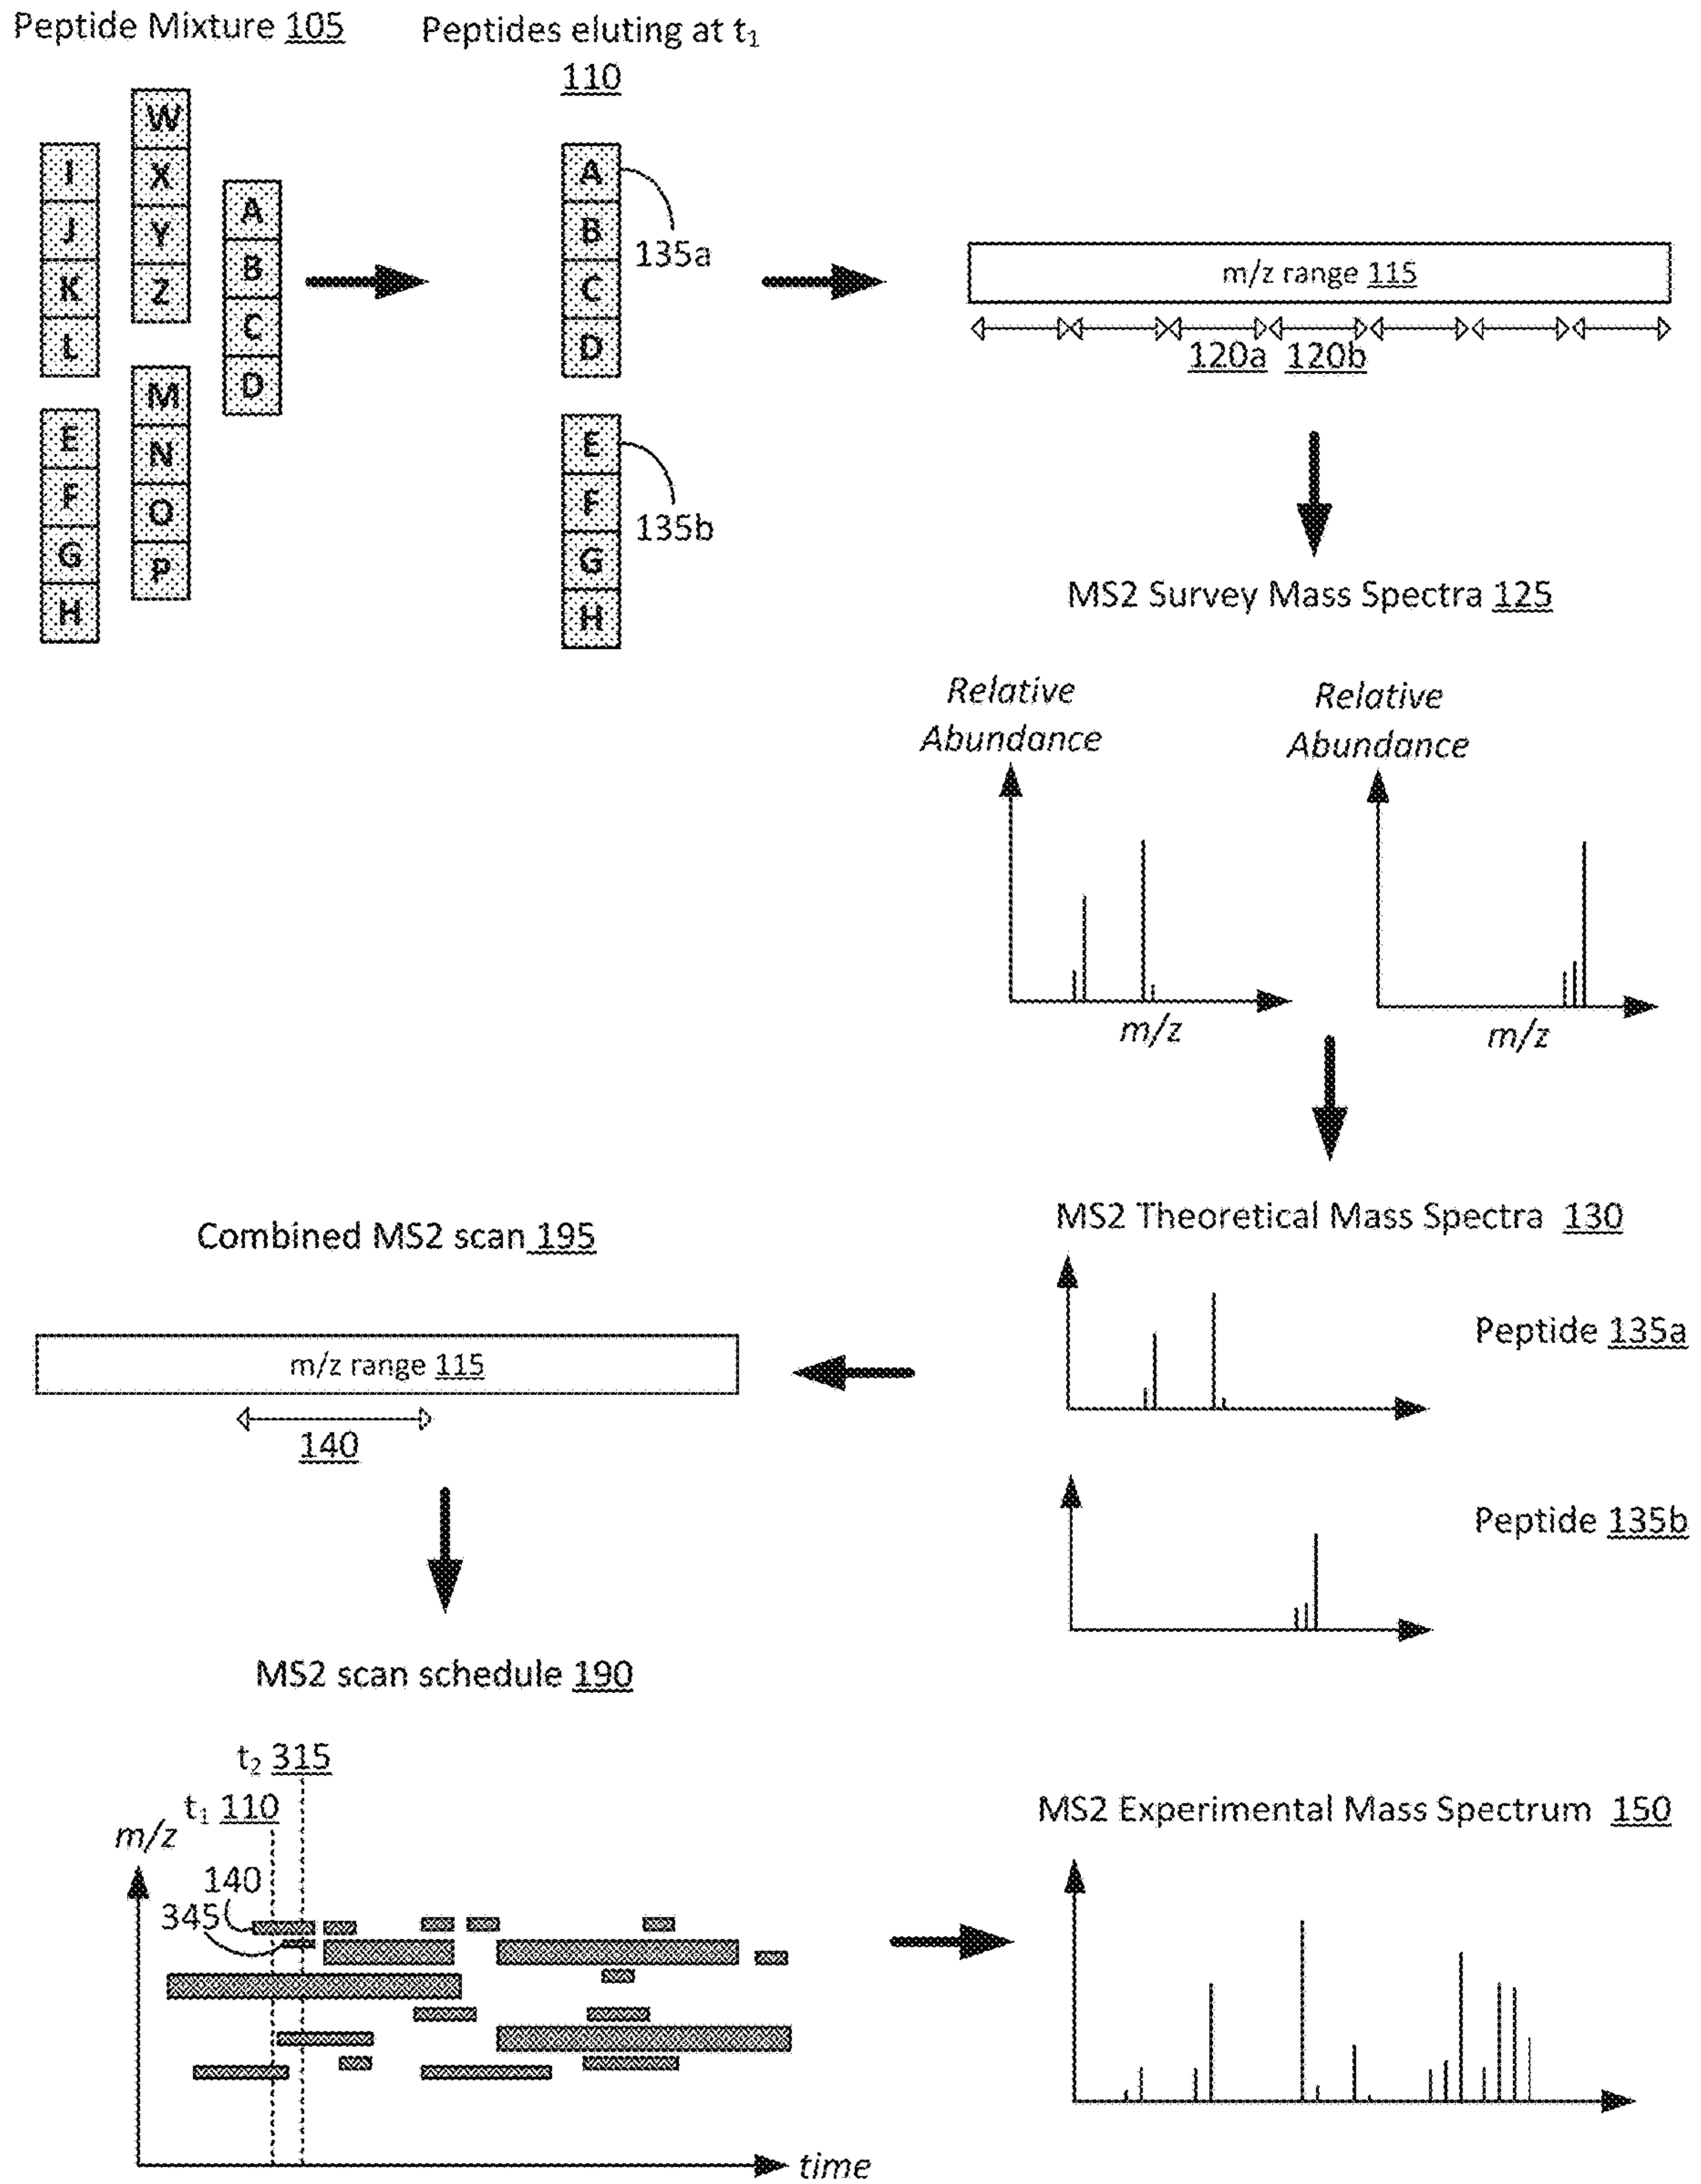 Peptide Mixture 105
Peptides eluting at t₁
110
W
X
Y
Z
I
J
K
L
A
B
C
D
E
F
G
H
M
N
O
P
A
B
C
D
135a
E
F
G
H
135b
m/z range 115
120a 120b
MS2 Survey Mass Spectra 125
Relative
Abundance
m/z
Relative
Abundance
m/z
MS2 Theoretical Mass Spectra 130
Peptide 135a
Peptide 135b
Combined MS2 scan 195
m/z range 115
140
MS2 scan schedule 190
t₂ 315
t₁ 110
m/z
140
345
time
MS2 Experimental Mass Spectrum 150